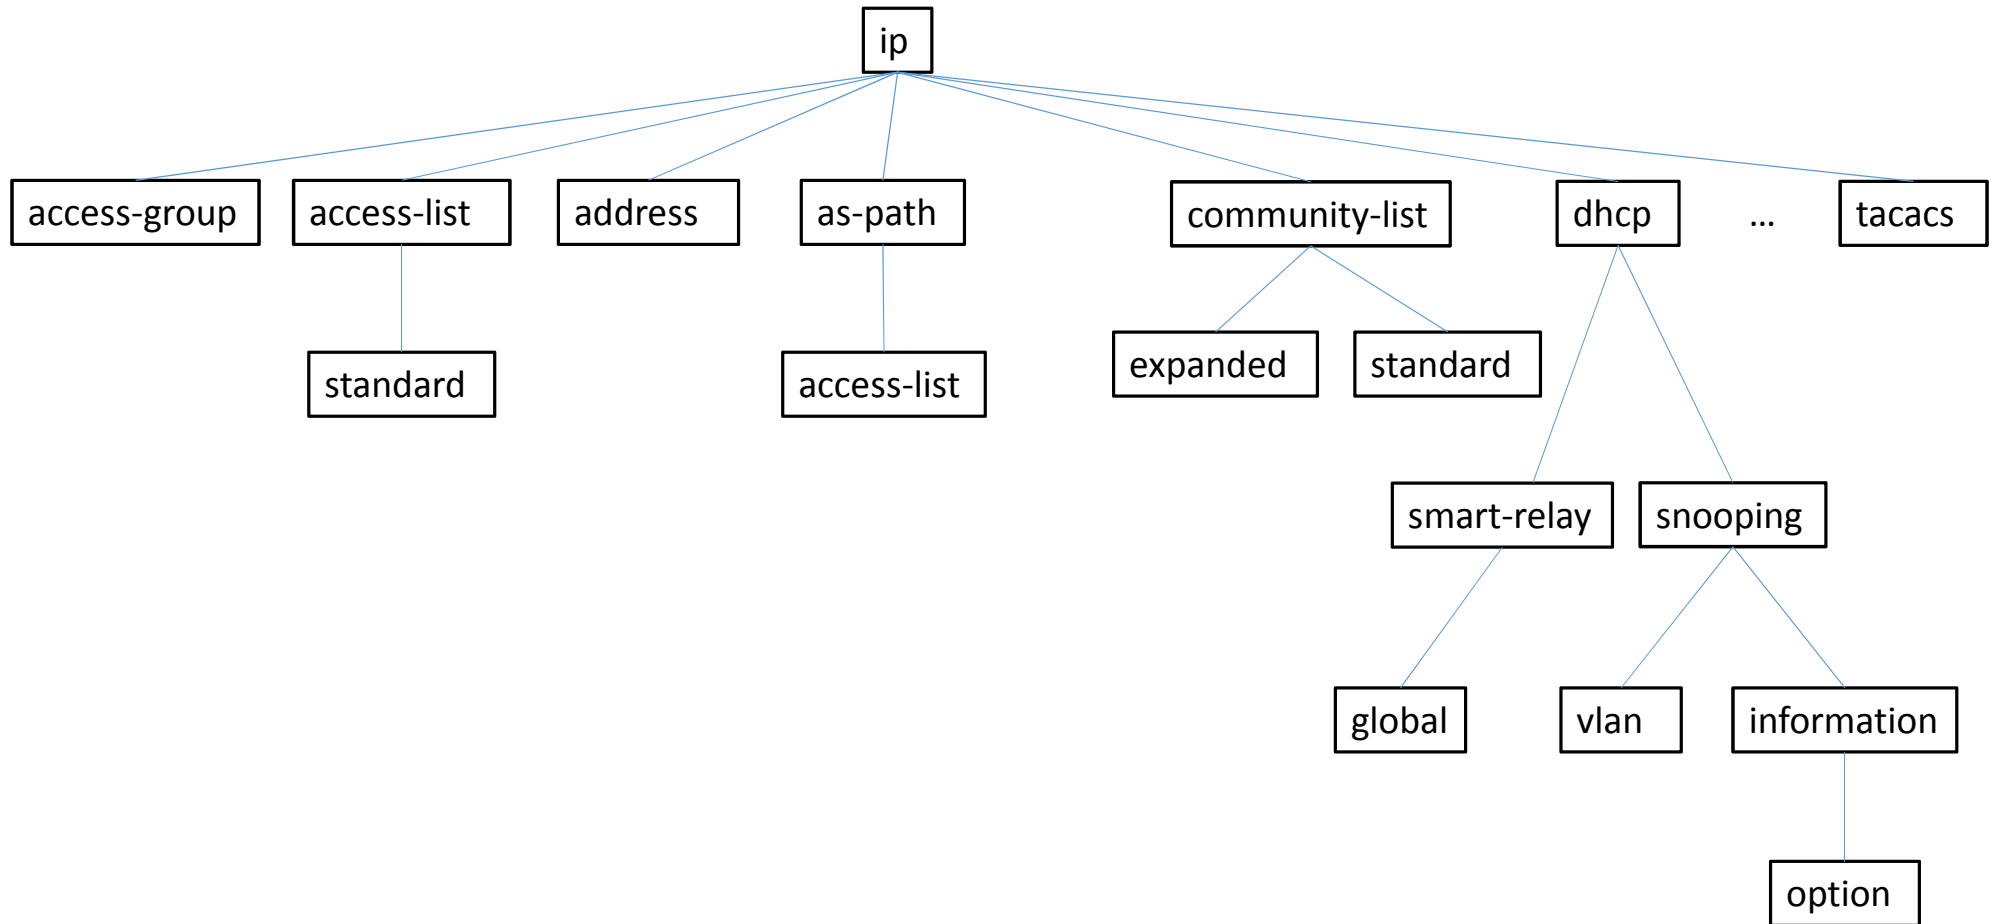 ip
access-group
access-list
address
as-path
community-list
dhcp
...
tacacs
standard
access-list
expanded
standard
smart-relay
snooping
global
vlan
information
option